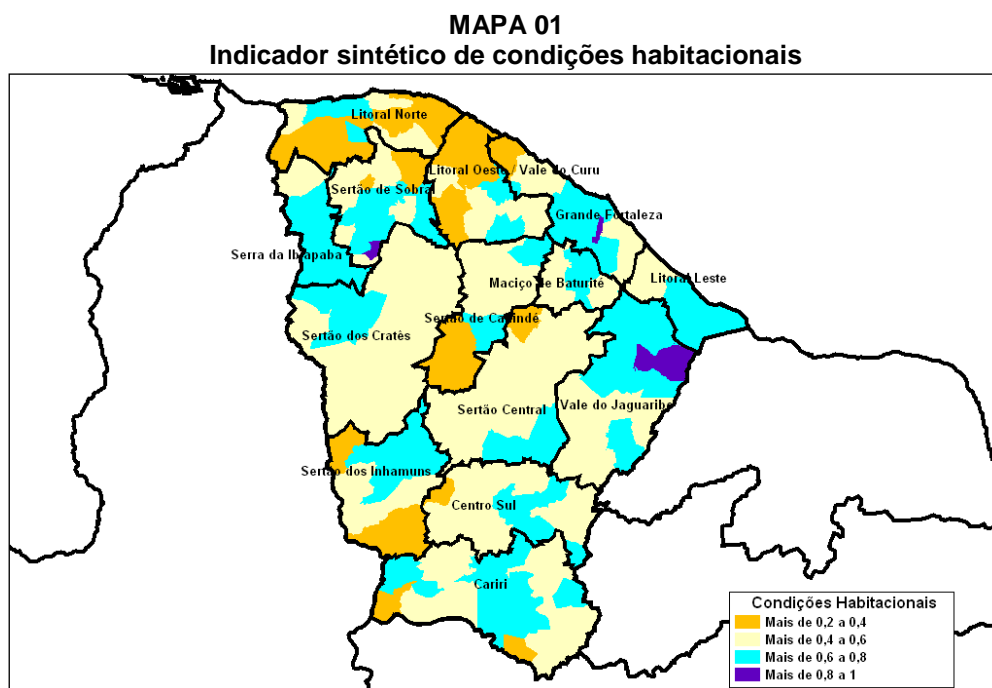 MAPA 01
Indicador sintético de condições habitacionais
Litoral Norte
Litoral Oeste / Vale do Curu
Sertão de Sobral
Grande Fortaleza
Serra da Ibiapaba
Litoral Leste
Maciço de Baturité
Sertão de Canindé
Sertão dos Cratês
Sertão Central
Vale do Jaguaribe
Sertão dos Inhamuns
Centro Sul
Cariri
Condições Habitacionais
Mais de 0,2 a 0,4
Mais de 0,4 a 0,6
Mais de 0,6 a 0,8
Mais de 0,8 a 1